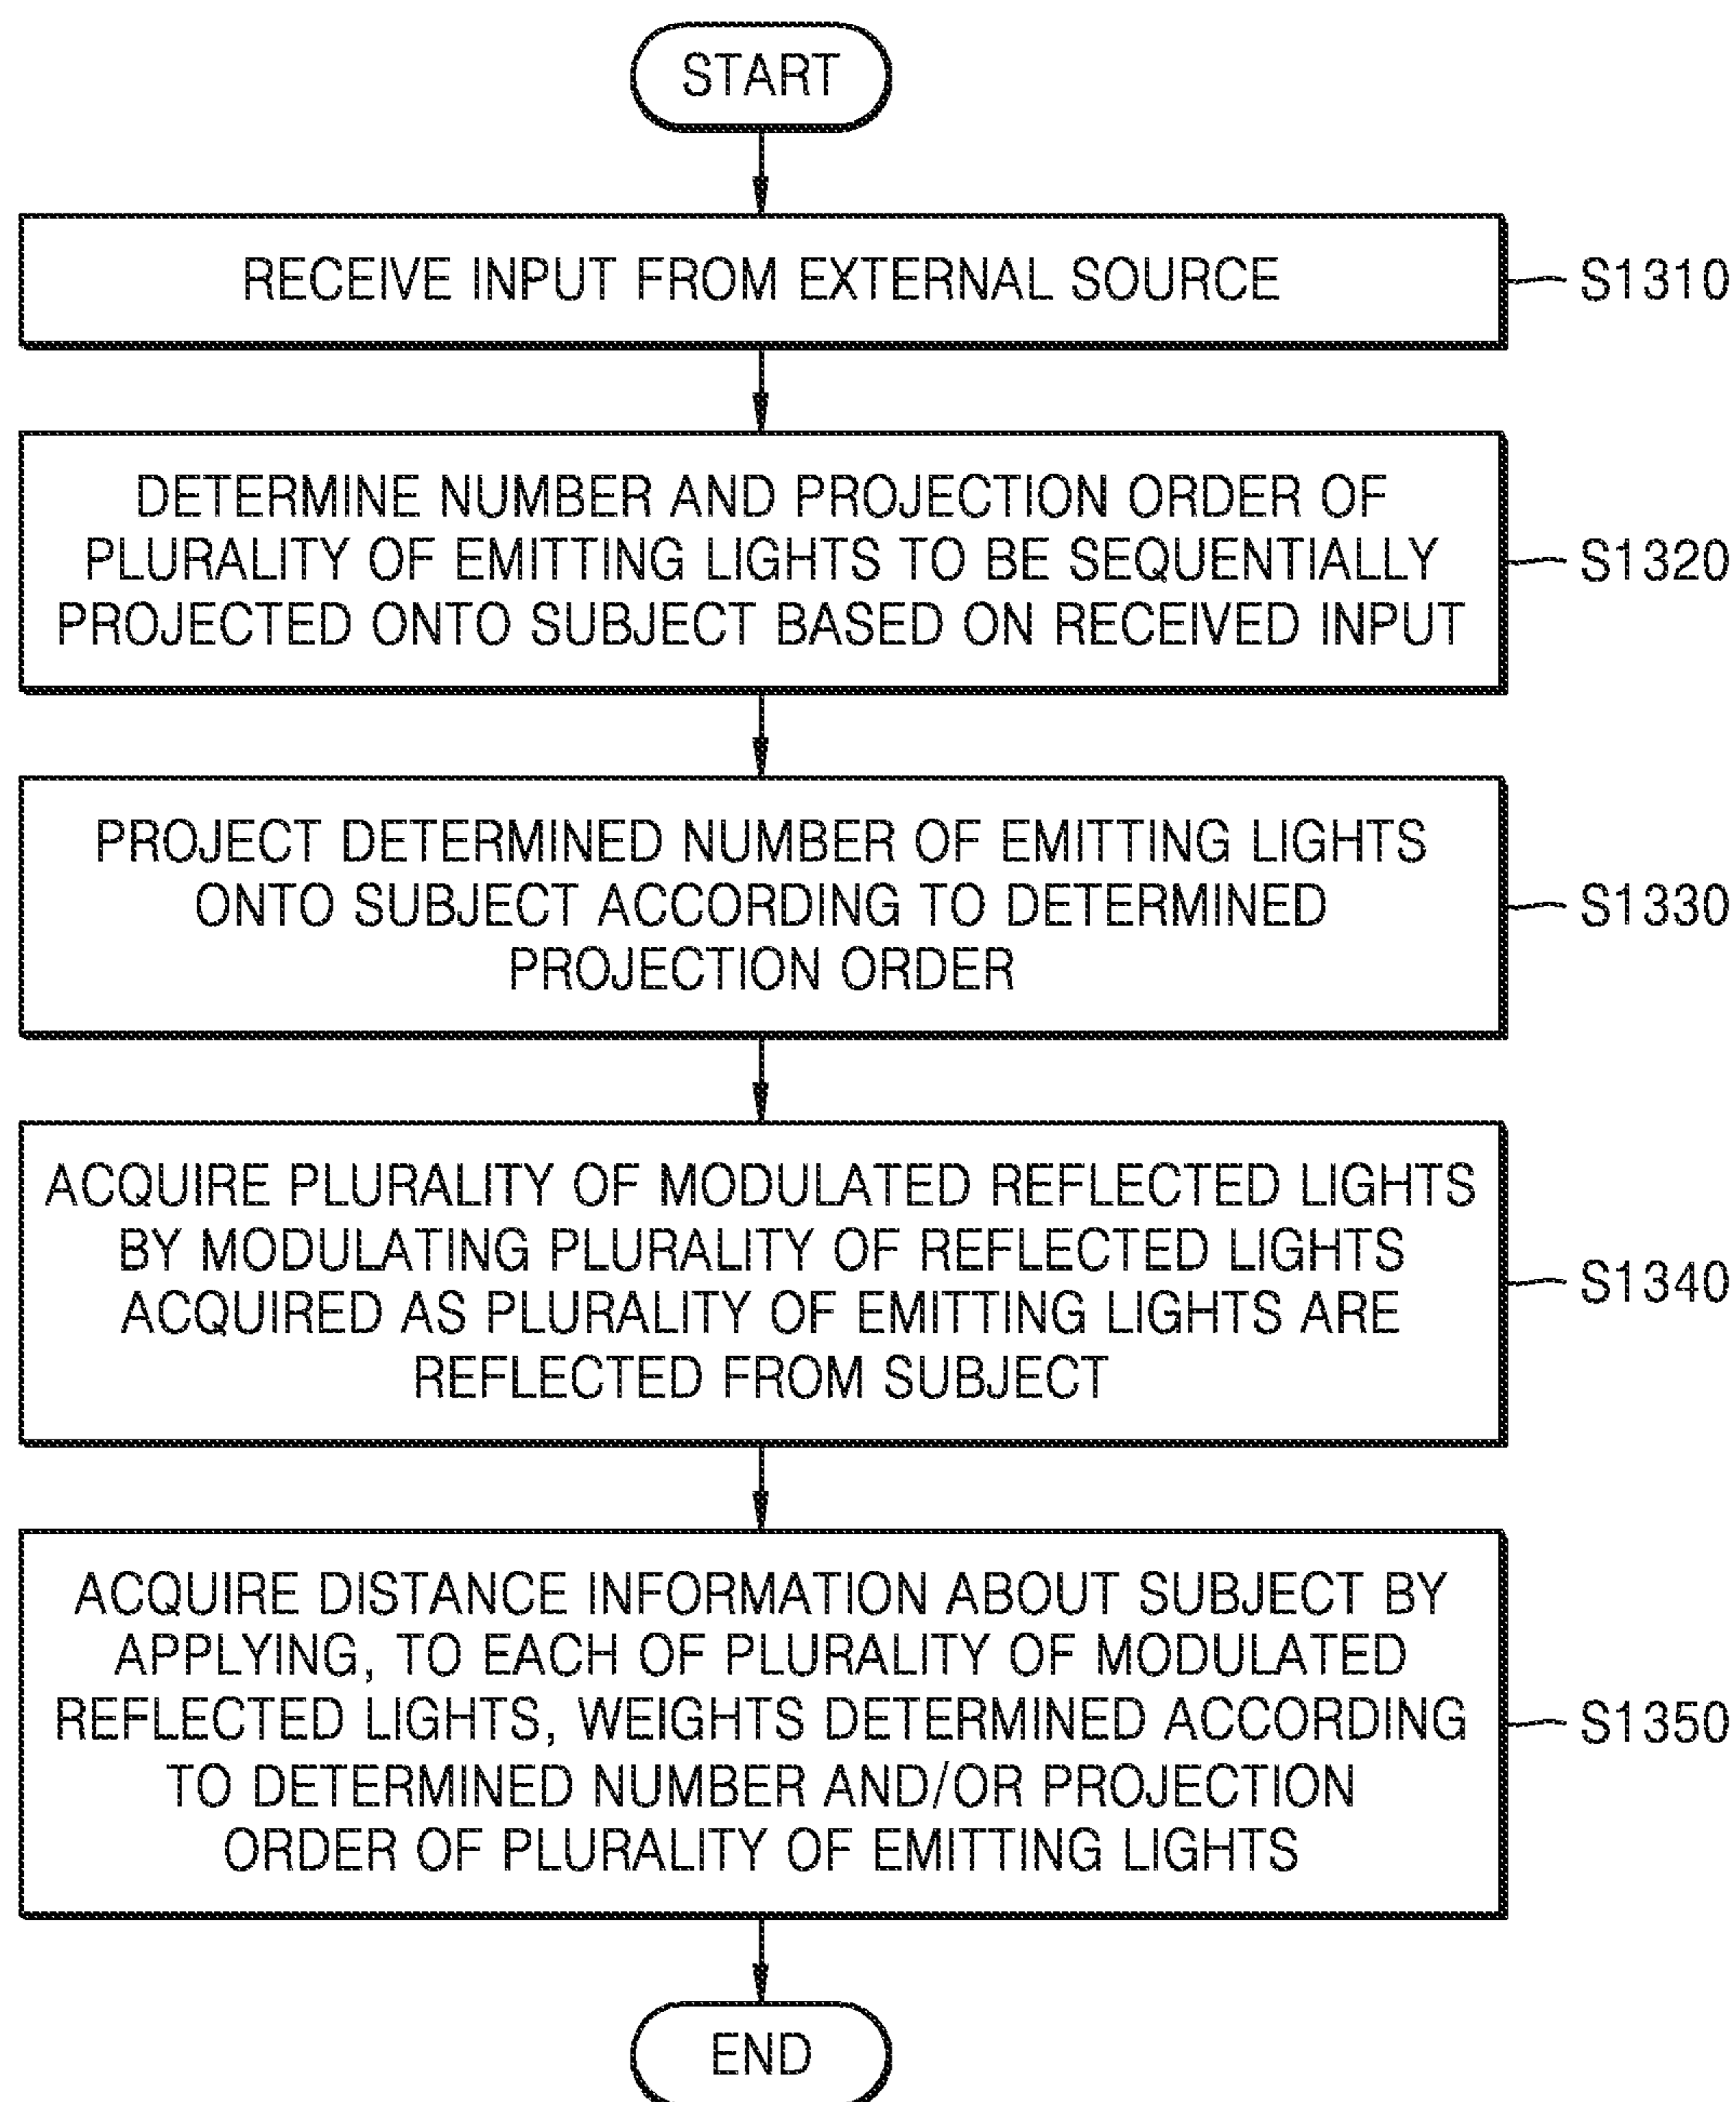 START
RECEIVE INPUT FROM EXTERNAL SOURCE
S1310
DETERMINE NUMBER AND PROJECTION ORDER OF
PLURALITY OF EMITTING LIGHTS TO BE SEQUENTIALLY
PROJECTED ONTO SUBJECT BASED ON RECEIVED INPUT
S1320
PROJECT DETERMINED NUMBER OF EMITTING LIGHTS
ONTO SUBJECT ACCORDING TO DETERMINED
PROJECTION ORDER
S1330
ACQUIRE PLURALITY OF MODULATED REFLECTED LIGHTS
BY MODULATING PLURALITY OF REFLECTED LIGHTS
ACQUIRED AS PLURALITY OF EMITTING LIGHTS ARE
REFLECTED FROM SUBJECT
S1340
ACQUIRE DISTANCE INFORMATION ABOUT SUBJECT BY
APPLYING, TO EACH OF PLURALITY OF MODULATED
REFLECTED LIGHTS, WEIGHTS DETERMINED ACCORDING
TO DETERMINED NUMBER AND/OR PROJECTION
ORDER OF PLURALITY OF EMITTING LIGHTS
S1350
END